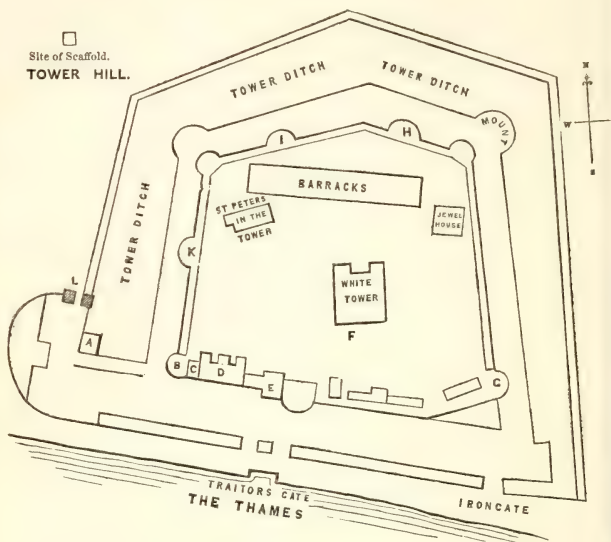 Site of Scaffold.
TOWER HILL.
TOWER DITCH
TOWER DITCH
N
W
S
MOUNT
I
H
BARRACKS
ST PETERS
IN THE
TOWER
JEWEL
HOUSE
TOWER DITCH
K
WHITE
TOWER
L
F
A
B
C
D
E
G
TRAITORS GATE
IRONGATE
THE THAMES